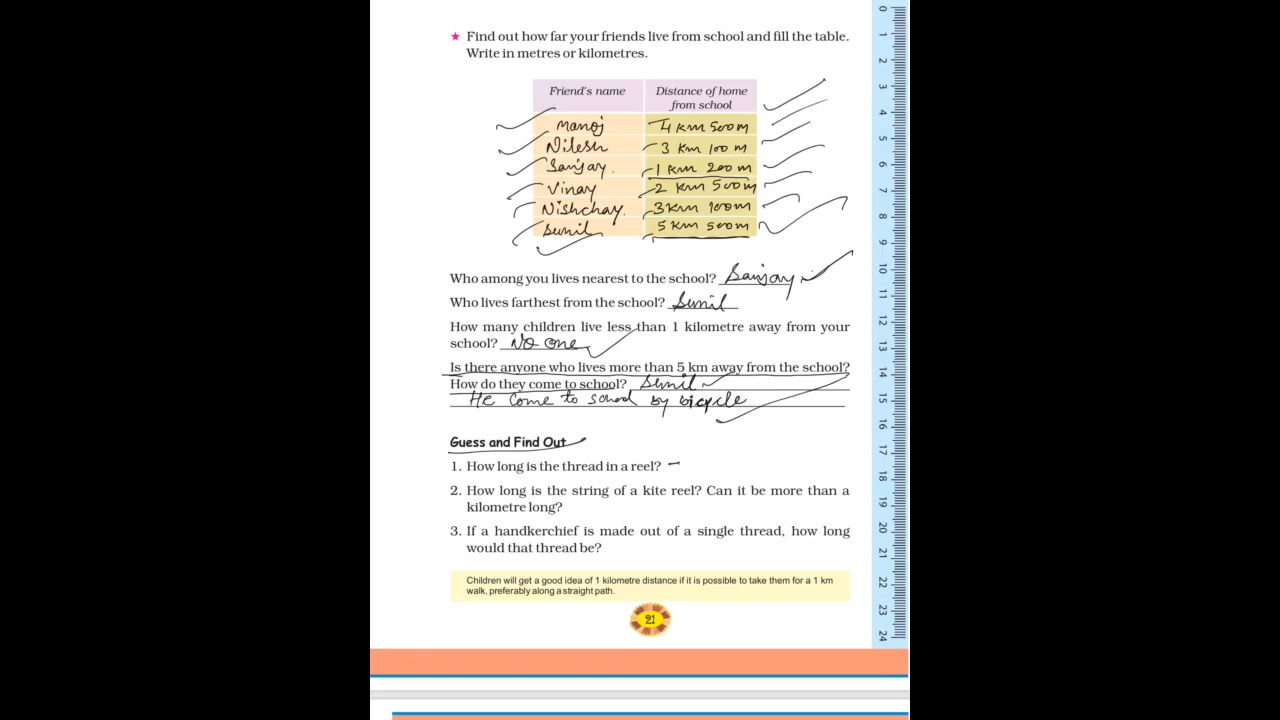 ★ Find out how far your friends live from school and fill the table.
Write in metres or kilometres.
Friend's name Distance of home
from school
Manoj 4 km 500 m
Nilesh 3 km 100 m
Sanjay. 1 km 200 m
Vinay 2 km 500 m
Nishchay. 3 km 100 m
Sunil 5 km 500 m
Who among you lives nearest to the school? Sanjay
Who lives farthest from the school? Sunil
How many children live less than 1 kilometre away from your
school? No one
Is there anyone who lives more than 5 km away from the school?
How do they come to school? Sunil
He come to school by bicycle
Guess and Find Out
1. How long is the thread in a reel?
2. How long is the string of a kite reel? Can it be more than a
kilometre long?
3. If a handkerchief is made out of a single thread, how long
would that thread be?
Children will get a good idea of 1 kilometre distance if it is possible to take them for a 1 km
walk, preferably along a straight path.
21
0
1
2
3
4
5
6
7
8
9
10
11
12
13
14
15
16
17
18
19
20
21
22
23
24